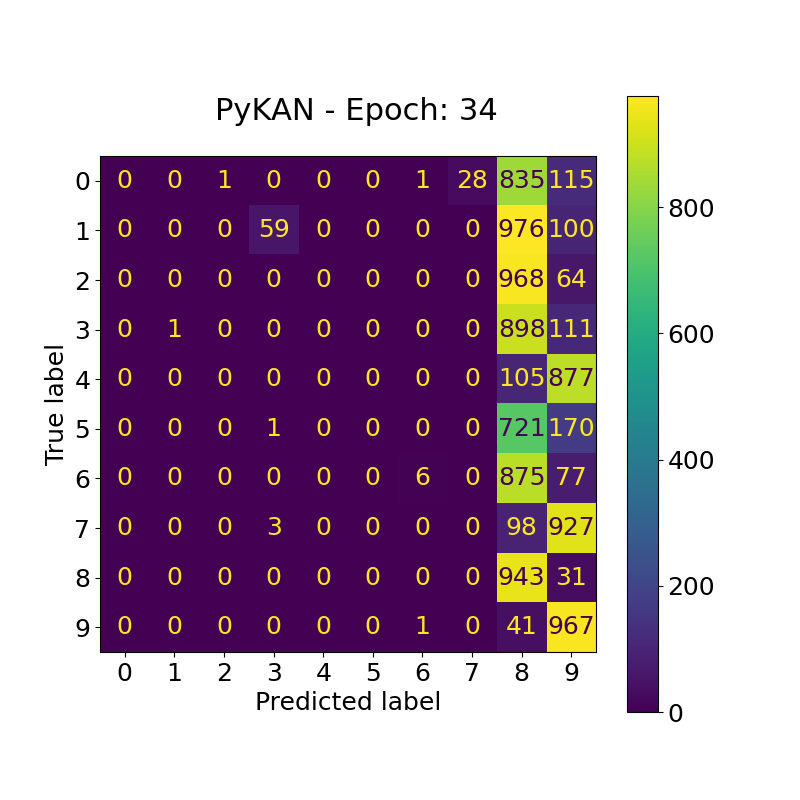 PyKAN - Epoch: 34
0 0 0 1 0 0 0 1 28 835 115
1 0 0 0 59 0 0 0 0 976 100
2 0 0 0 0 0 0 0 0 968 64
3 0 1 0 0 0 0 0 0 898 111
4 0 0 0 0 0 0 0 0 105 877
5 0 0 0 1 0 0 0 0 721 170
6 0 0 0 0 0 0 6 0 875 77
7 0 0 0 3 0 0 0 0 98 927
8 0 0 0 0 0 0 0 0 943 31
9 0 0 0 0 0 0 1 0 41 967
0 1 2 3 4 5 6 7 8 9
Predicted label
True label
800
600
400
200
0